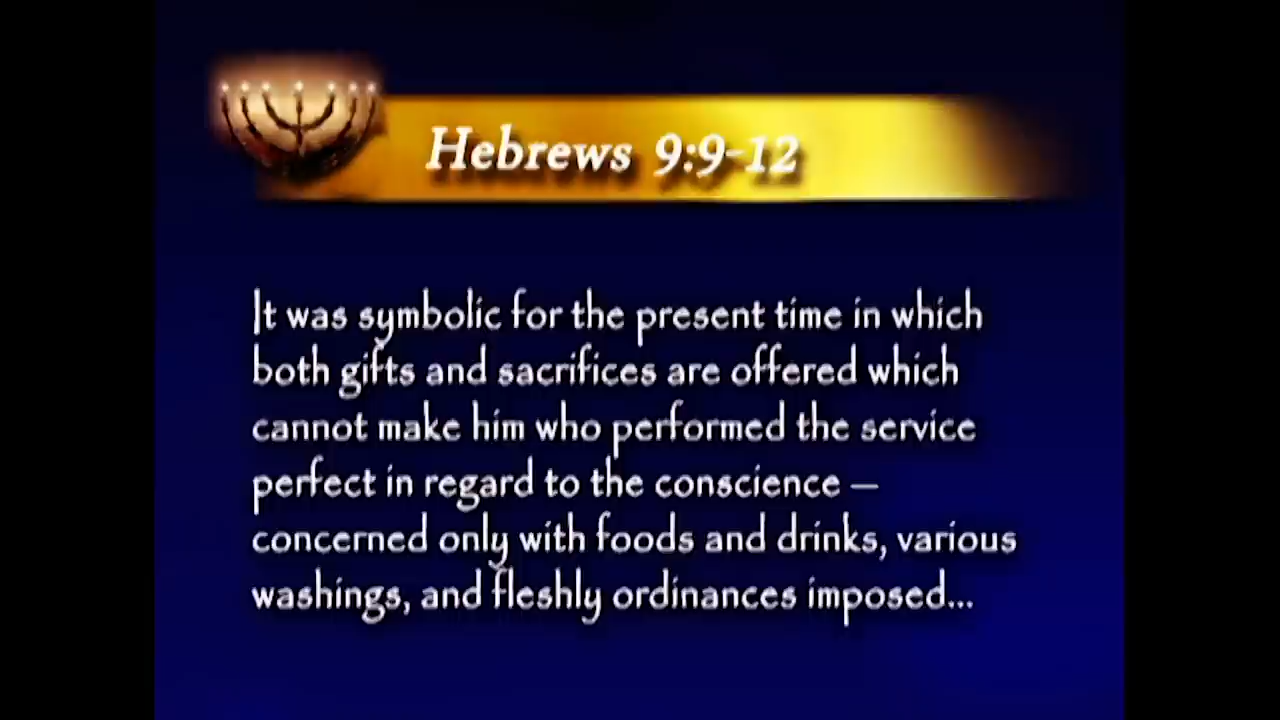 Hebrews 9:9-12
It was symbolic for the present time in which
both gifts and sacrifices are offered which
cannot make him who performed the service
perfect in regard to the conscience —
concerned only with foods and drinks, various
washings, and fleshly ordinances imposed...